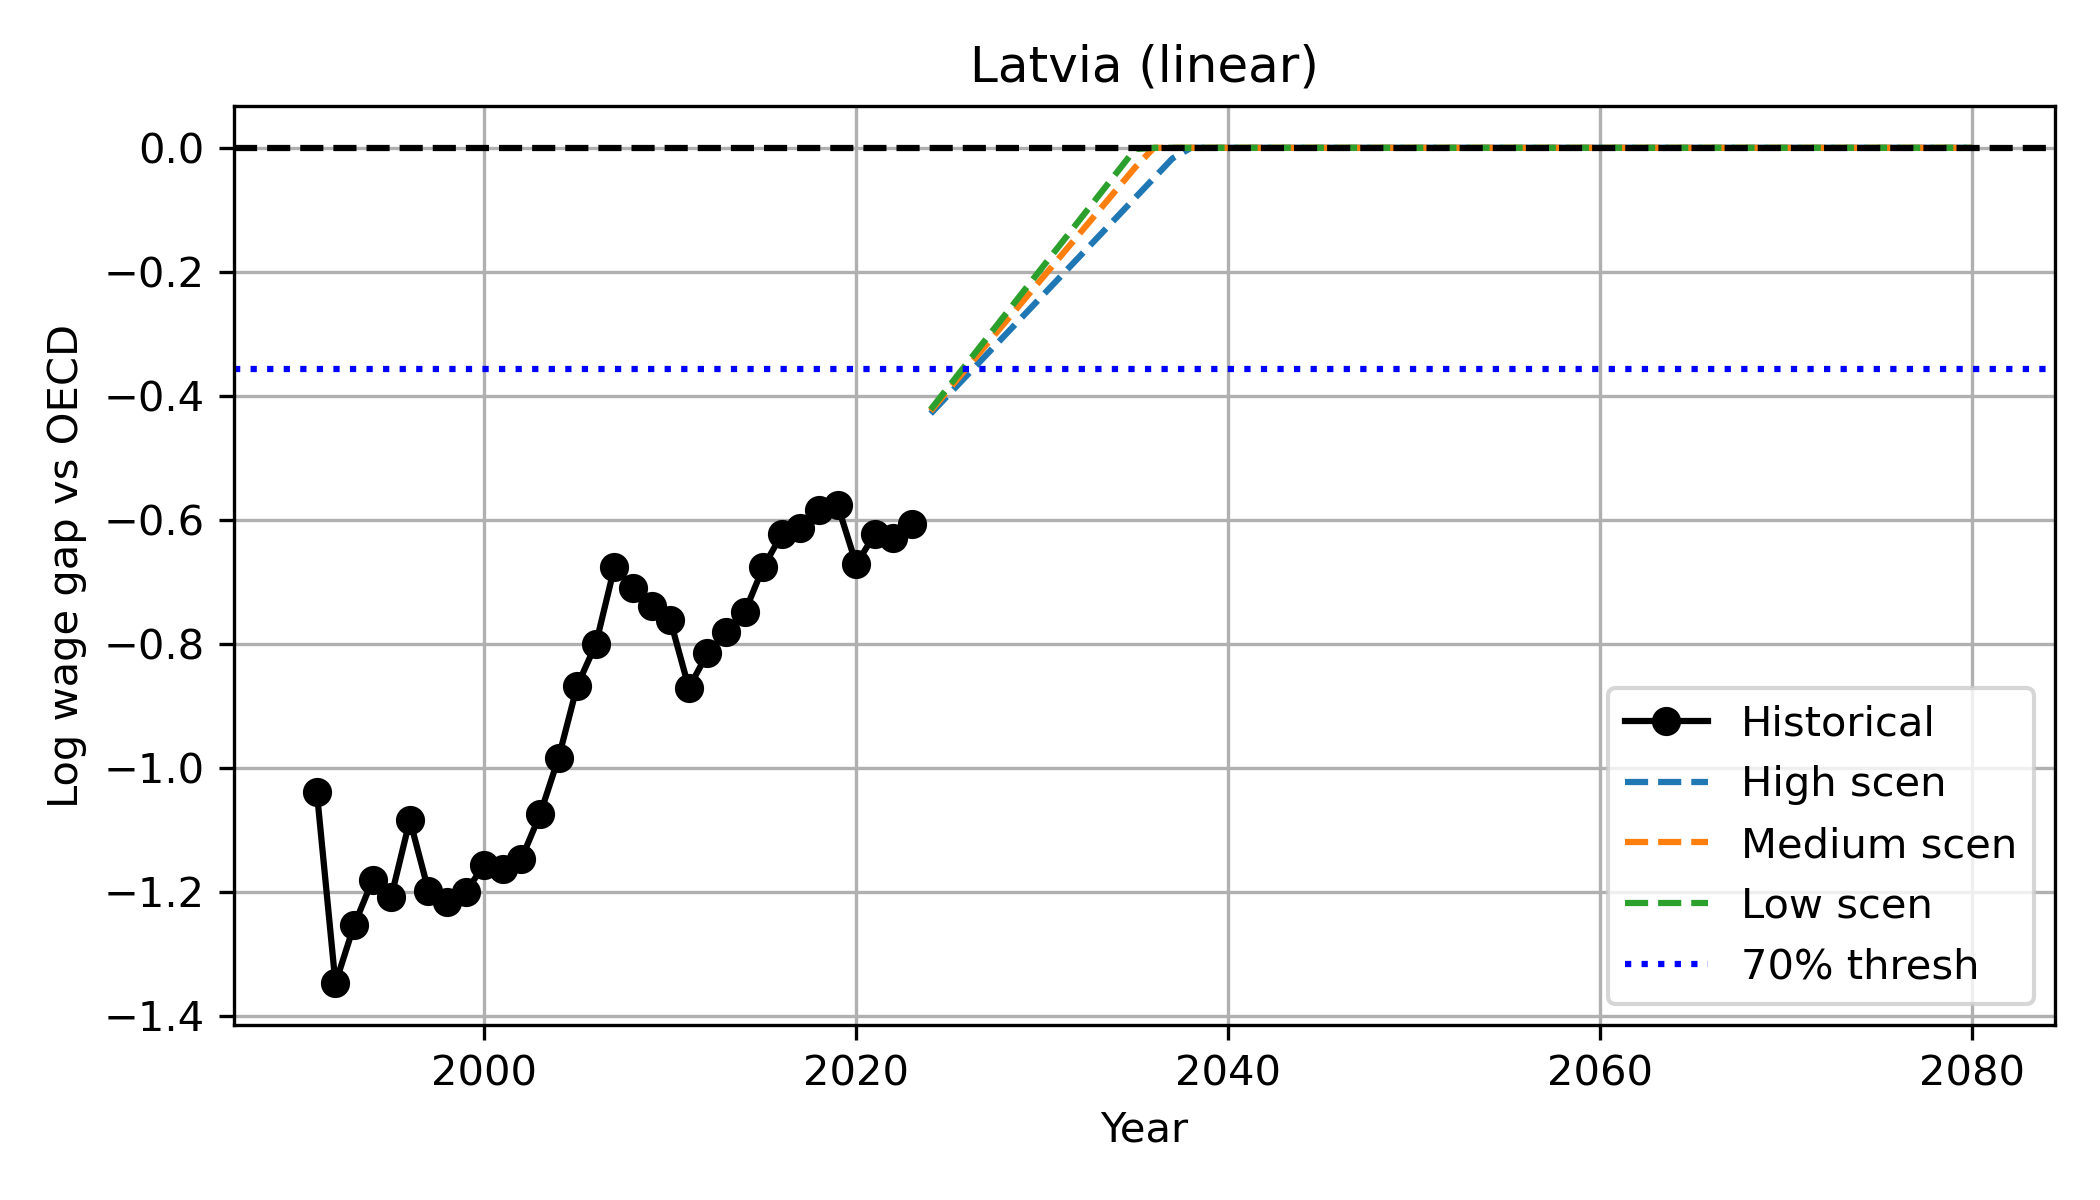 Latvia (linear)
Log wage gap vs OECD
0.0
−0.2
−0.4
−0.6
−0.8
−1.0
−1.2
−1.4
Historical
High scen
Medium scen
Low scen
70% thresh
2000
2020
2040
2060
2080
Year